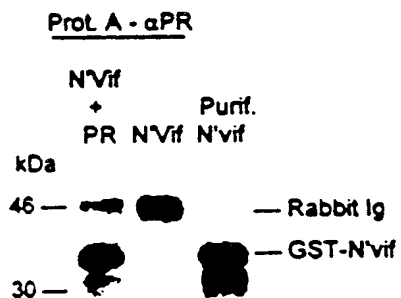 Prot. A - αPR
N'Vif
+ Purif.
PR N'Vif N'vif
kDa
46 — — Rabbit Ig
— GST-N'vif
30 —